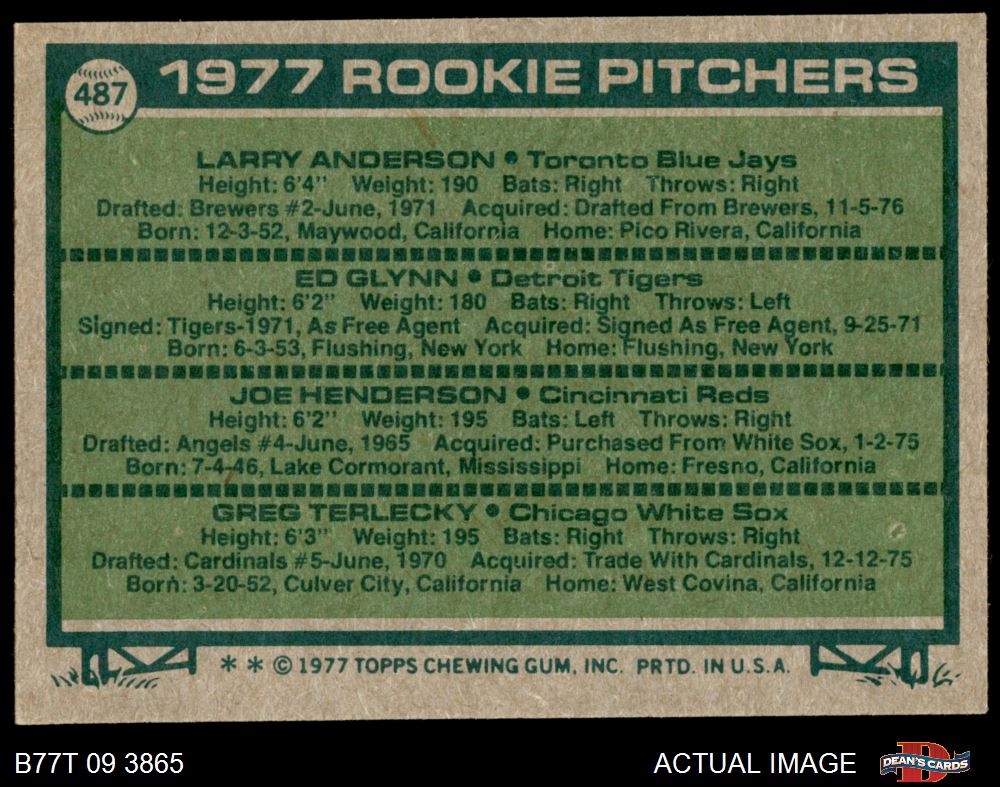 487
1977 ROOKIE PITCHERS
LARRY ANDERSON • Toronto Blue Jays
Height: 6'4" Weight: 190 Bats: Right Throws: Right
Drafted: Brewers #2-June, 1971 Acquired: Drafted From Brewers, 11-5-76
Born: 12-3-52, Maywood, California Home: Pico Rivera, California
ED GLYNN • Detroit Tigers
Height: 6'2" Weight: 180 Bats: Right Throws: Left
Signed: Tigers-1971, As Free Agent Acquired: Signed As Free Agent, 9-25-71
Born: 6-3-53, Flushing, New York Home: Flushing, New York
JOE HENDERSON • Cincinnati Reds
Height: 6'2" Weight: 195 Bats: Left Throws: Right
Drafted: Angels #4-June, 1965 Acquired: Purchased From White Sox, 1-2-75
Born: 7-4-46, Lake Cormorant, Mississippi Home: Fresno, California
GREG TERLECKY • Chicago White Sox
Height: 6'3" Weight: 195 Bats: Right Throws: Right
Drafted: Cardinals #5-June, 1970 Acquired: Trade With Cardinals, 12-12-75
Born: 3-20-52, Culver City, California Home: West Covina, California
* * © 1977 TOPPS CHEWING GUM, INC. PRTD. IN U.S.A.
B77T 09 3865
ACTUAL IMAGE
DEAN'S CARDS